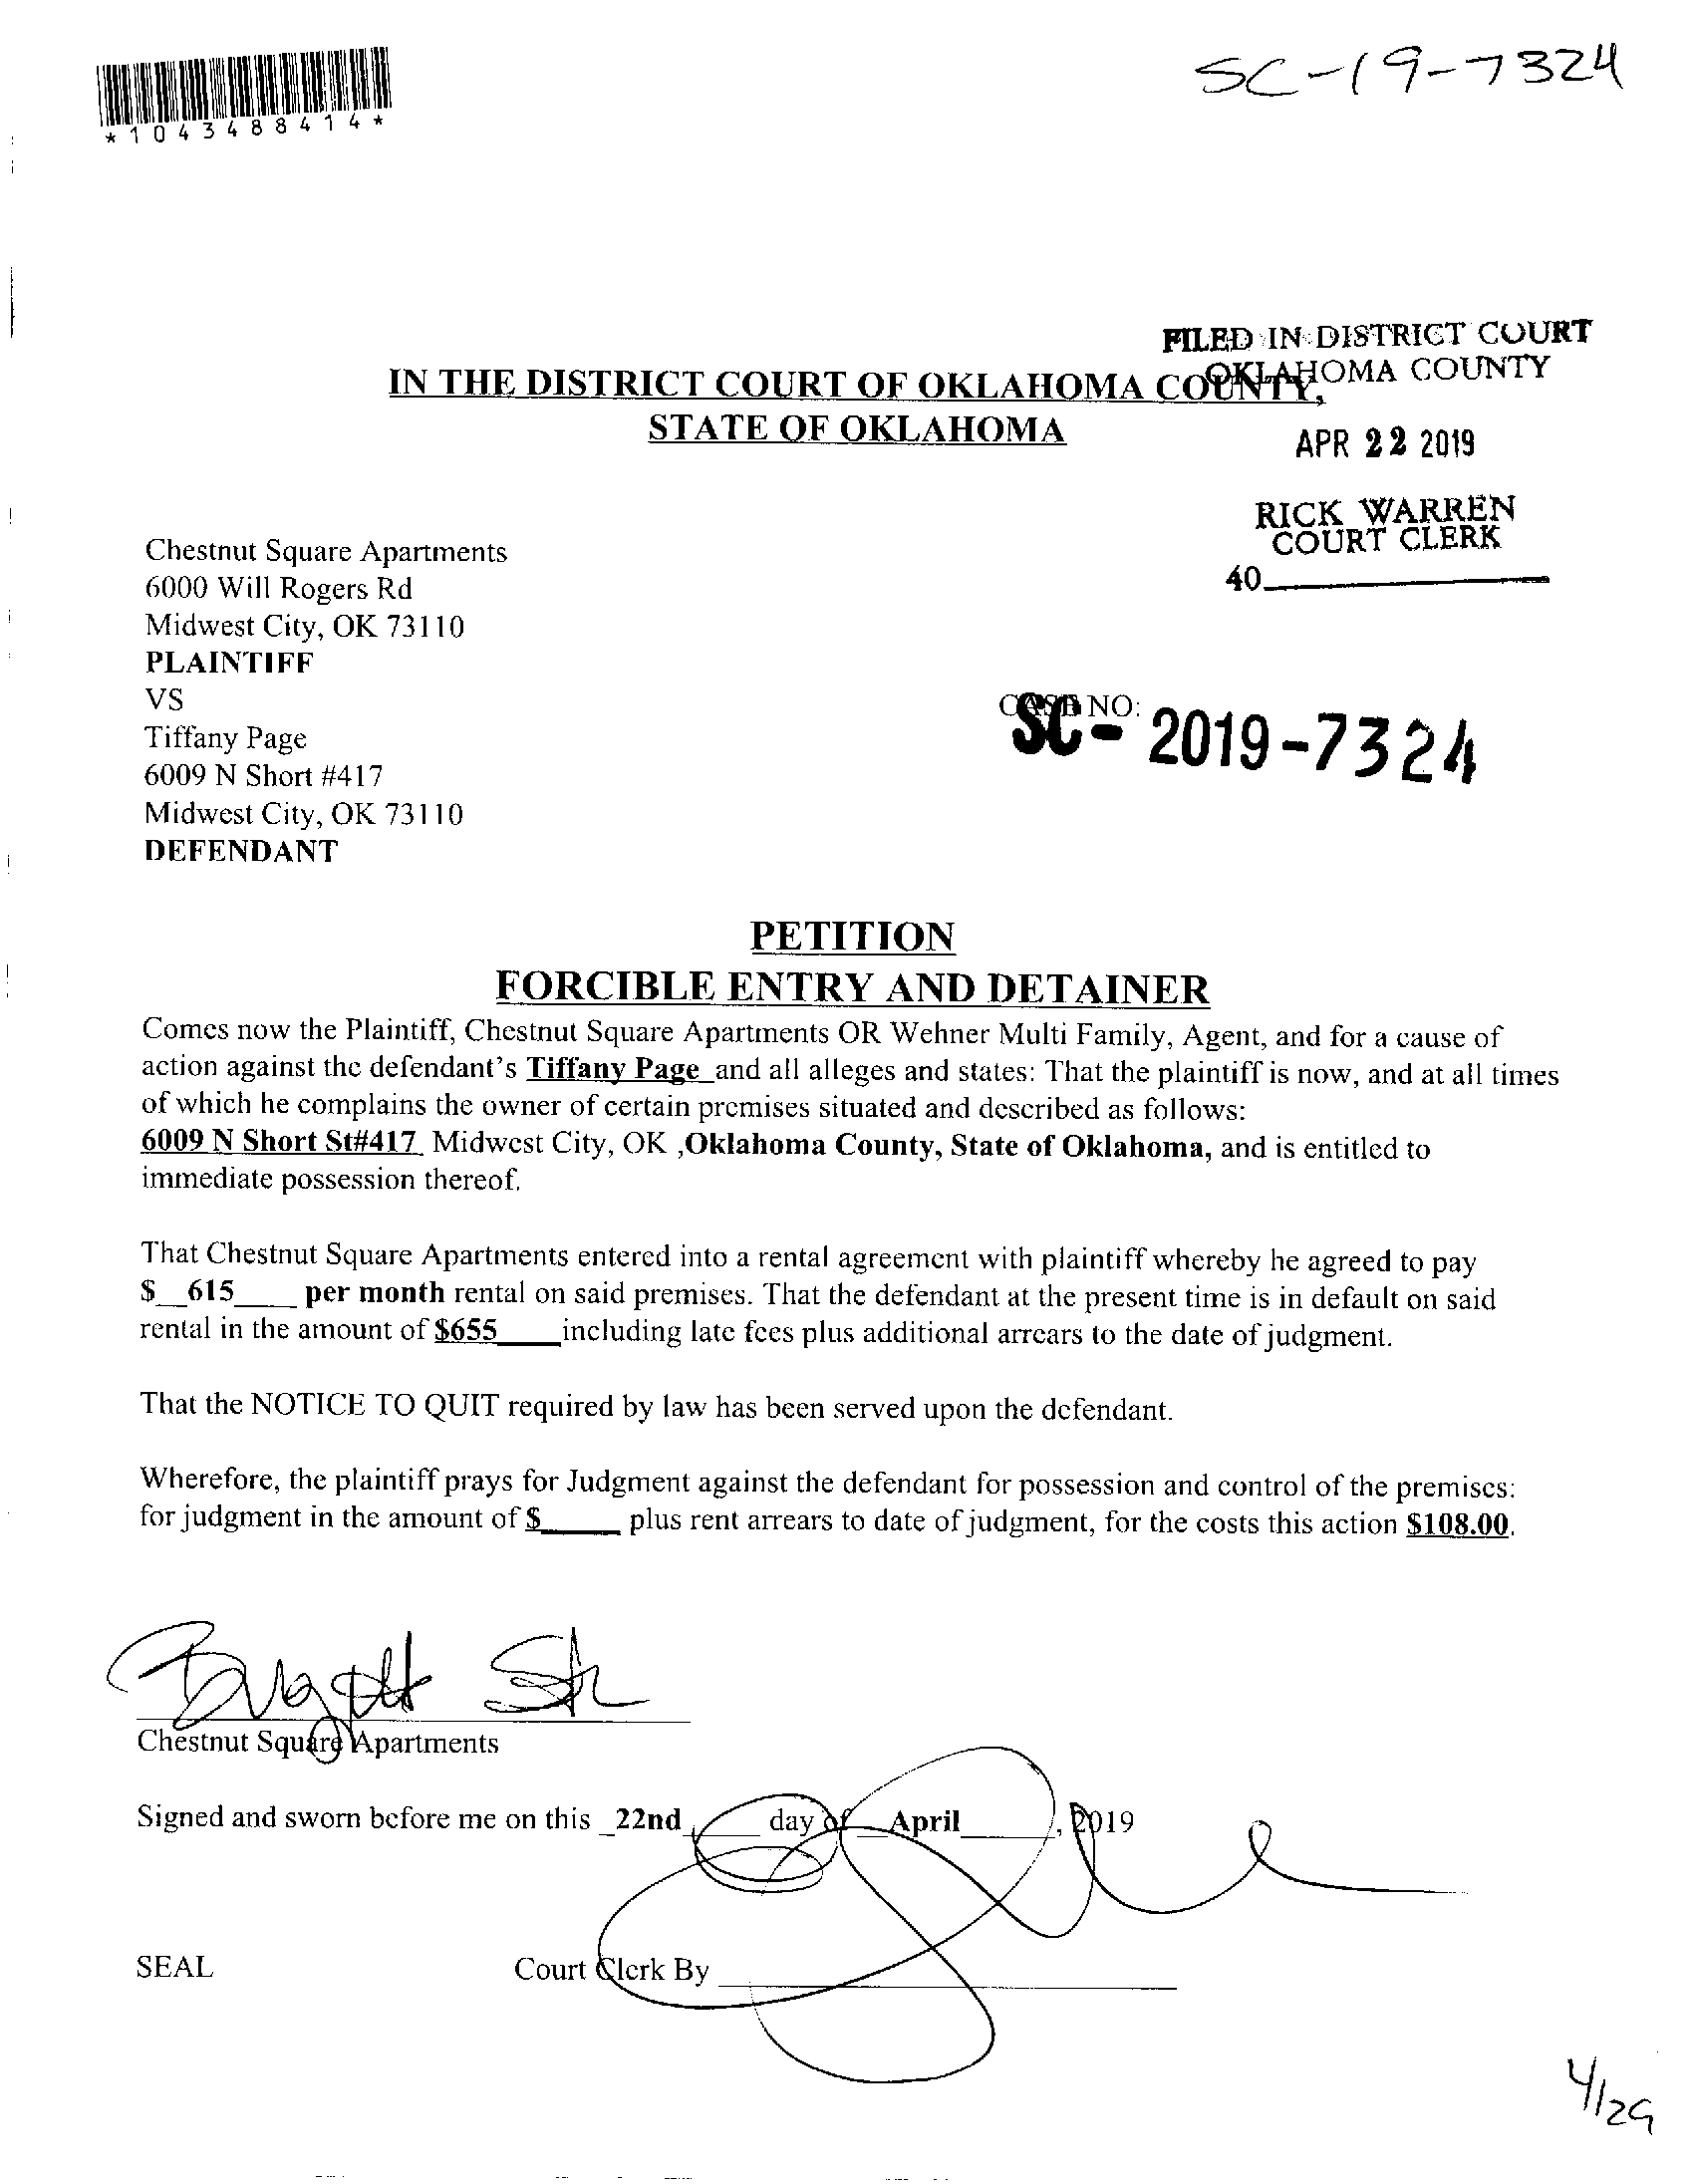 SC-19-7324
*1043488414*
FILED IN DISTRICT COURT
OKLAHOMA COUNTY
IN THE DISTRICT COURT OF OKLAHOMA COUNTY,
STATE OF OKLAHOMA
APR 22 2019
RICK WARREN
COURT CLERK
40
Chestnut Square Apartments
6000 Will Rogers Rd
Midwest City, OK 73110
PLAINTIFF
VS
CASE NO:
SC- 2019-7324
Tiffany Page
6009 N Short #417
Midwest City, OK 73110
DEFENDANT
PETITION
FORCIBLE ENTRY AND DETAINER
Comes now the Plaintiff, Chestnut Square Apartments OR Wehner Multi Family, Agent, and for a cause of
action against the defendant's Tiffany Page and all alleges and states: That the plaintiff is now, and at all times
of which he complains the owner of certain premises situated and described as follows:
6009 N Short St#417 Midwest City, OK ,Oklahoma County, State of Oklahoma, and is entitled to
immediate possession thereof.
That Chestnut Square Apartments entered into a rental agreement with plaintiff whereby he agreed to pay
$__615____ per month rental on said premises. That the defendant at the present time is in default on said
rental in the amount of $655____including late fees plus additional arrears to the date of judgment.
That the NOTICE TO QUIT required by law has been served upon the defendant.
Wherefore, the plaintiff prays for Judgment against the defendant for possession and control of the premises:
for judgment in the amount of $_____ plus rent arrears to date of judgment, for the costs this action $108.00.
Chestnut Square Apartments
Signed and sworn before me on this _22nd_____ day of __April______, 2019
SEAL
Court Clerk By
4/29